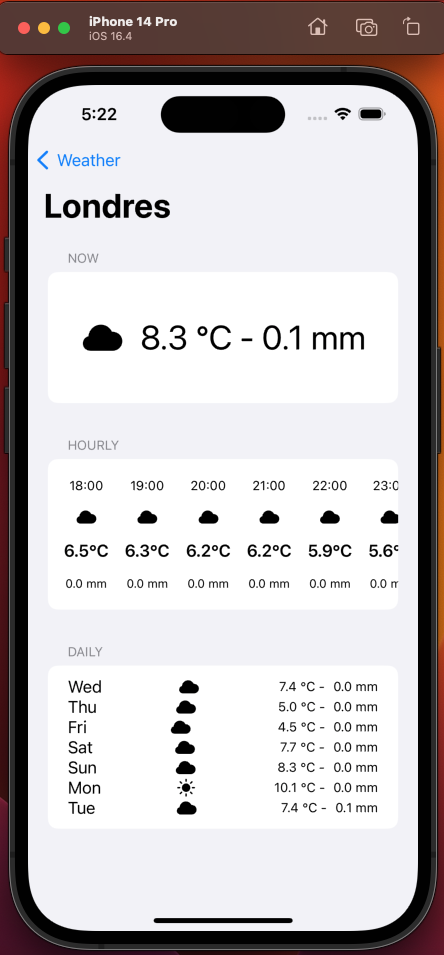 iPhone 14 Pro
iOS 16.4
5:22
Weather
Londres
NOW
8.3 °C - 0.1 mm
HOURLY
18:00 19:00 20:00 21:00 22:00 23:0
6.5°C 6.3°C 6.2°C 6.2°C 5.9°C 5.6°
0.0 mm 0.0 mm 0.0 mm 0.0 mm 0.0 mm 0.0 m
DAILY
Wed 7.4 °C - 0.0 mm
Thu 5.0 °C - 0.0 mm
Fri 4.5 °C - 0.0 mm
Sat 7.7 °C - 0.0 mm
Sun 8.3 °C - 0.0 mm
Mon 10.1 °C - 0.0 mm
Tue 7.4 °C - 0.1 mm